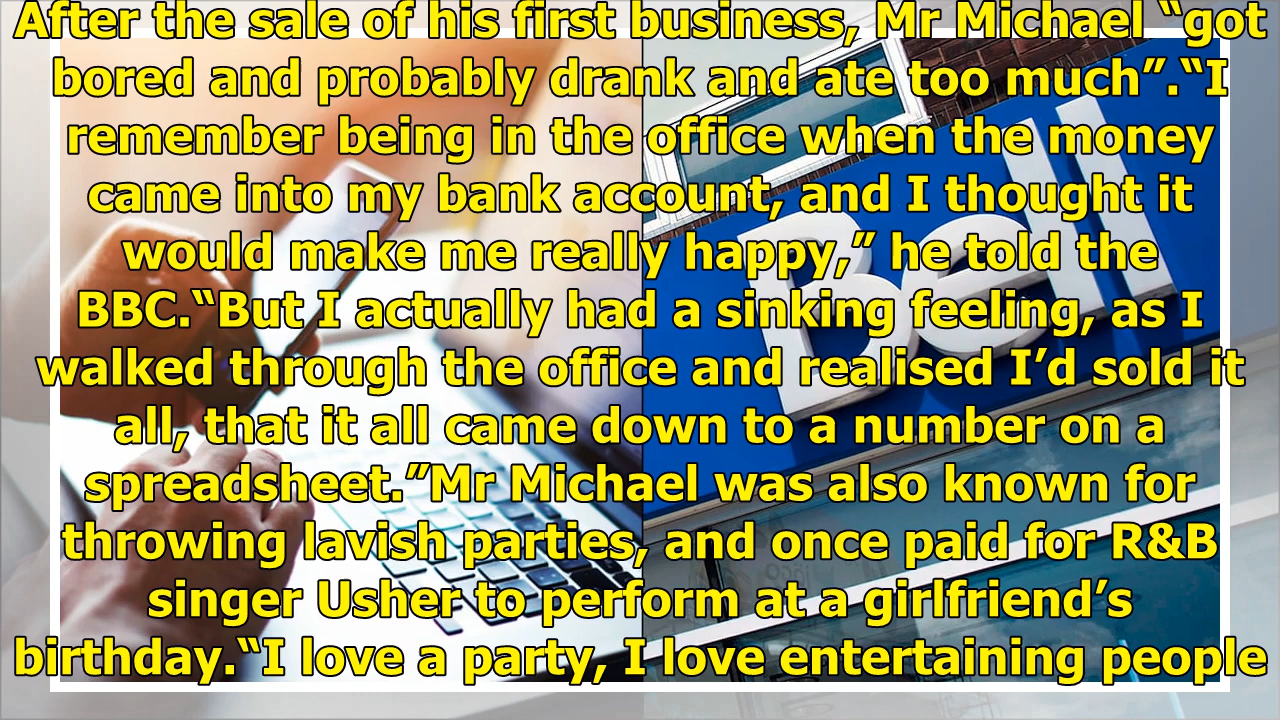 After the sale of his first business, Mr Michael “got
bored and probably drank and ate too much”.“I
remember being in the office when the money
came into my bank account, and I thought it
would make me really happy,” he told the
BBC.“But I actually had a sinking feeling, as I
walked through the office and realised I’d sold it
all, that it all came down to a number on a
spreadsheet.”Mr Michael was also known for
throwing lavish parties, and once paid for R&B
singer Usher to perform at a girlfriend’s
birthday.“I love a party, I love entertaining people
Bell